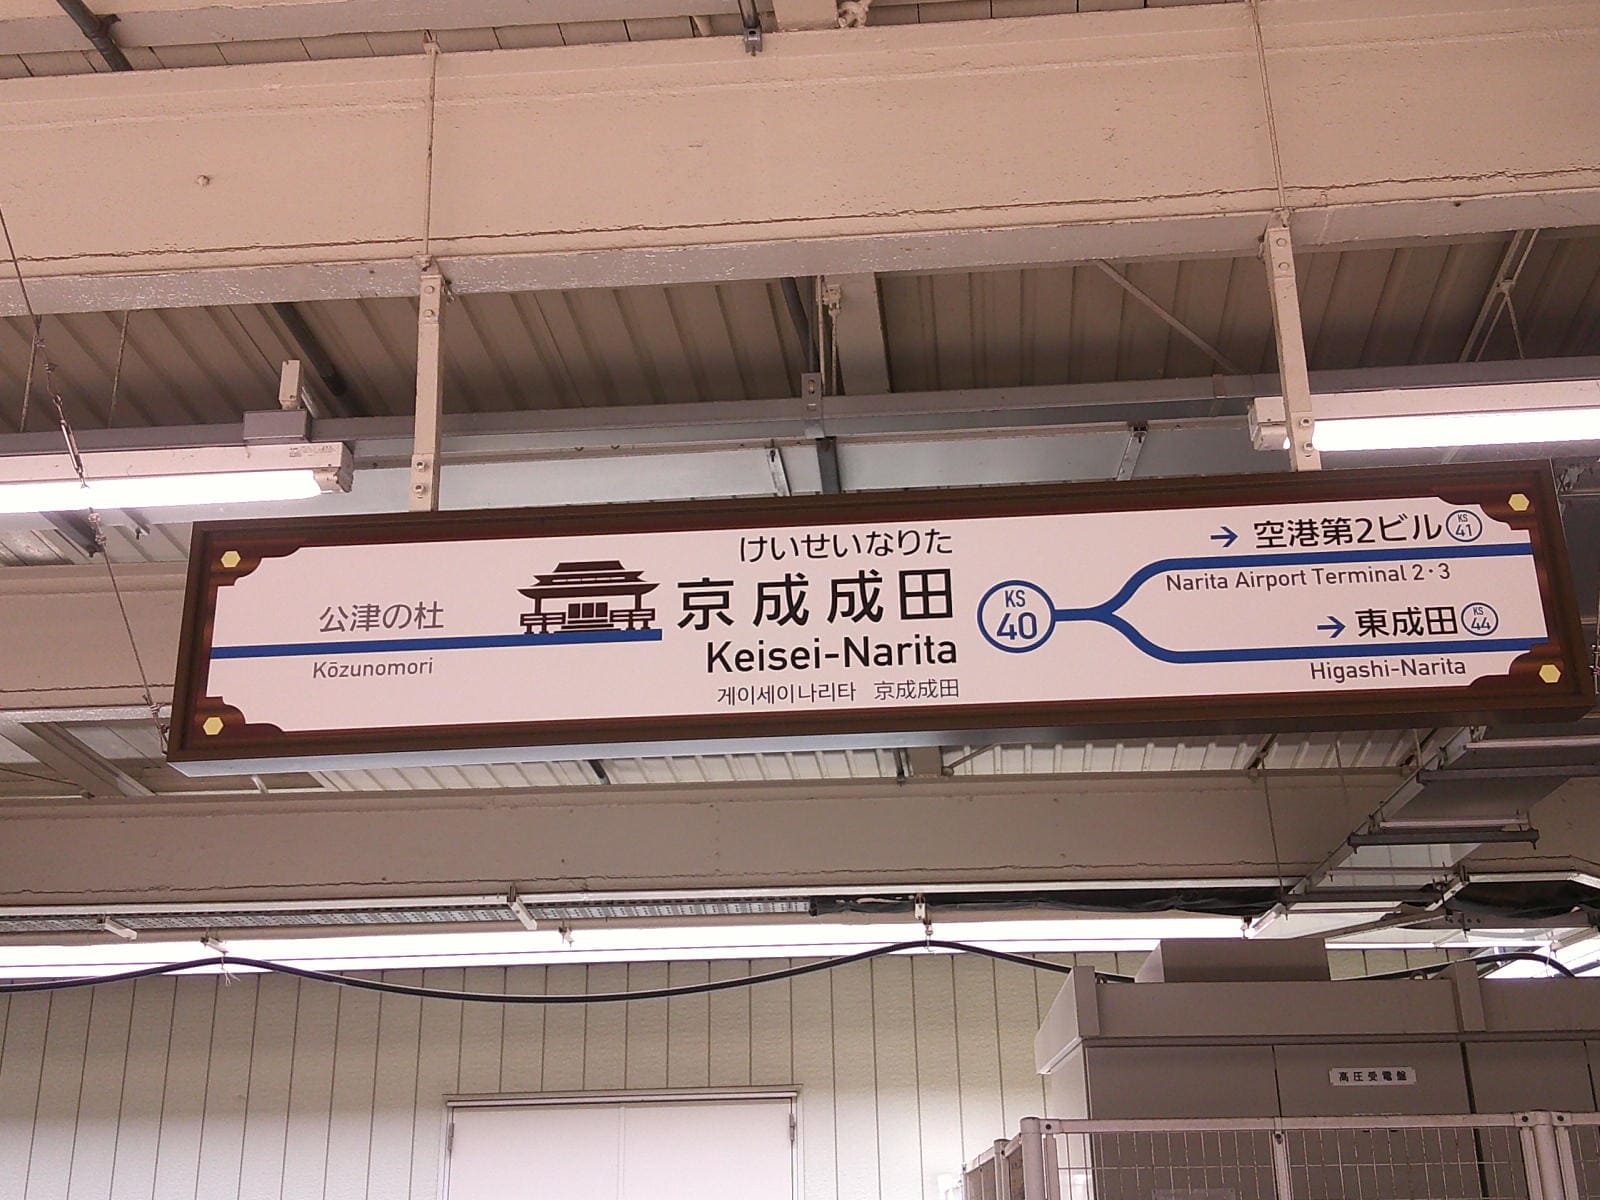 公津の杜
Kōzunomori
けいせいなりた
京成成田
Keisei-Narita
게이세이나리타 京成成田
KS
40
→ 空港第2ビル KS 41
Narita Airport Terminal 2・3
→ 東成田 KS 44
Higashi-Narita
高圧受電盤